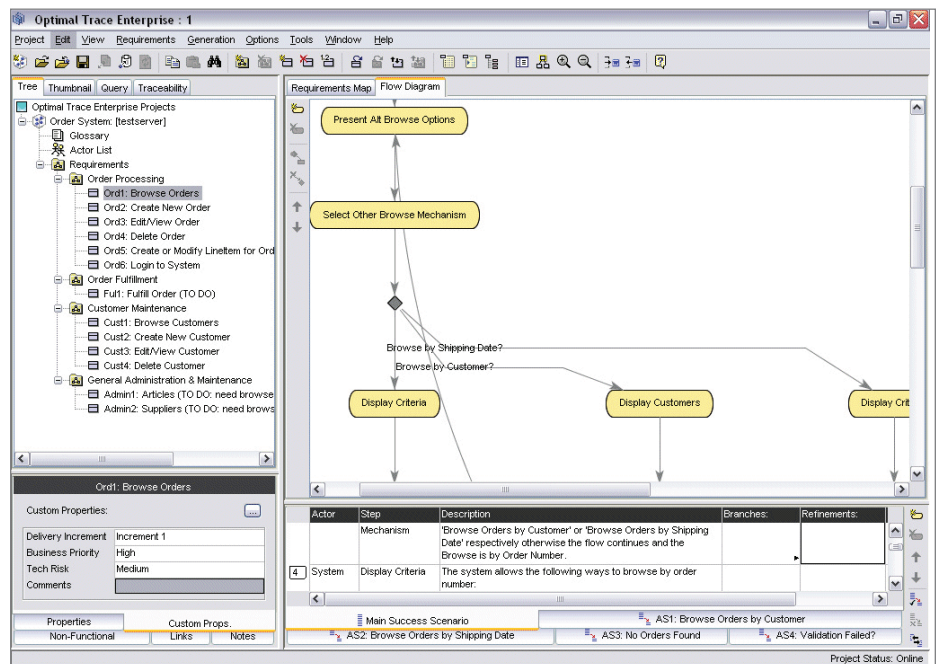 Optimal Trace Enterprise : 1
Project Edit View Requirements Generation Options Tools Window Help
Tree Thumbnail Query Traceability
Optimal Trace Enterprise Projects
Order System: [testserver]
Glossary
Actor List
Requirements
Order Processing
Ord1: Browse Orders
Ord2: Create New Order
Ord3: Edit/View Order
Ord4: Delete Order
Ord5: Create or Modify LineItem for Ord
Ord6: Login to System
Order Fulfillment
Ful1: Fulfill Order (TO DO)
Customer Maintenance
Cust1: Browse Customers
Cust2: Create New Customer
Cust3: Edit/View Customer
Cust4: Delete Customer
General Administration & Maintenance
Admin1: Articles (TO DO: need browse
Admin2: Suppliers (TO DO: need brows
Requirements Map Flow Diagram
Present Alt Browse Options
Select Other Browse Mechanism
Browse by Shipping Date?
Browse by Customer?
Display Criteria
Display Customers
Display Crit
Ord1: Browse Orders
Custom Properties:
...
Delivery Increment Increment 1
Business Priority High
Tech Risk Medium
Comments
Properties Custom Props.
Non-Functional Links Notes
Actor Step Description Branches: Refinements:
Mechanism 'Browse Orders by Customer' or 'Browse Orders by Shipping
Date' respectively otherwise the flow continues and the
Browse is by Order Number.
4 System Display Criteria The system allows the following ways to browse by order
number:
Main Success Scenario AS1: Browse Orders by Customer
AS2: Browse Orders by Shipping Date AS3: No Orders Found AS4: Validation Failed?
Project Status: Online